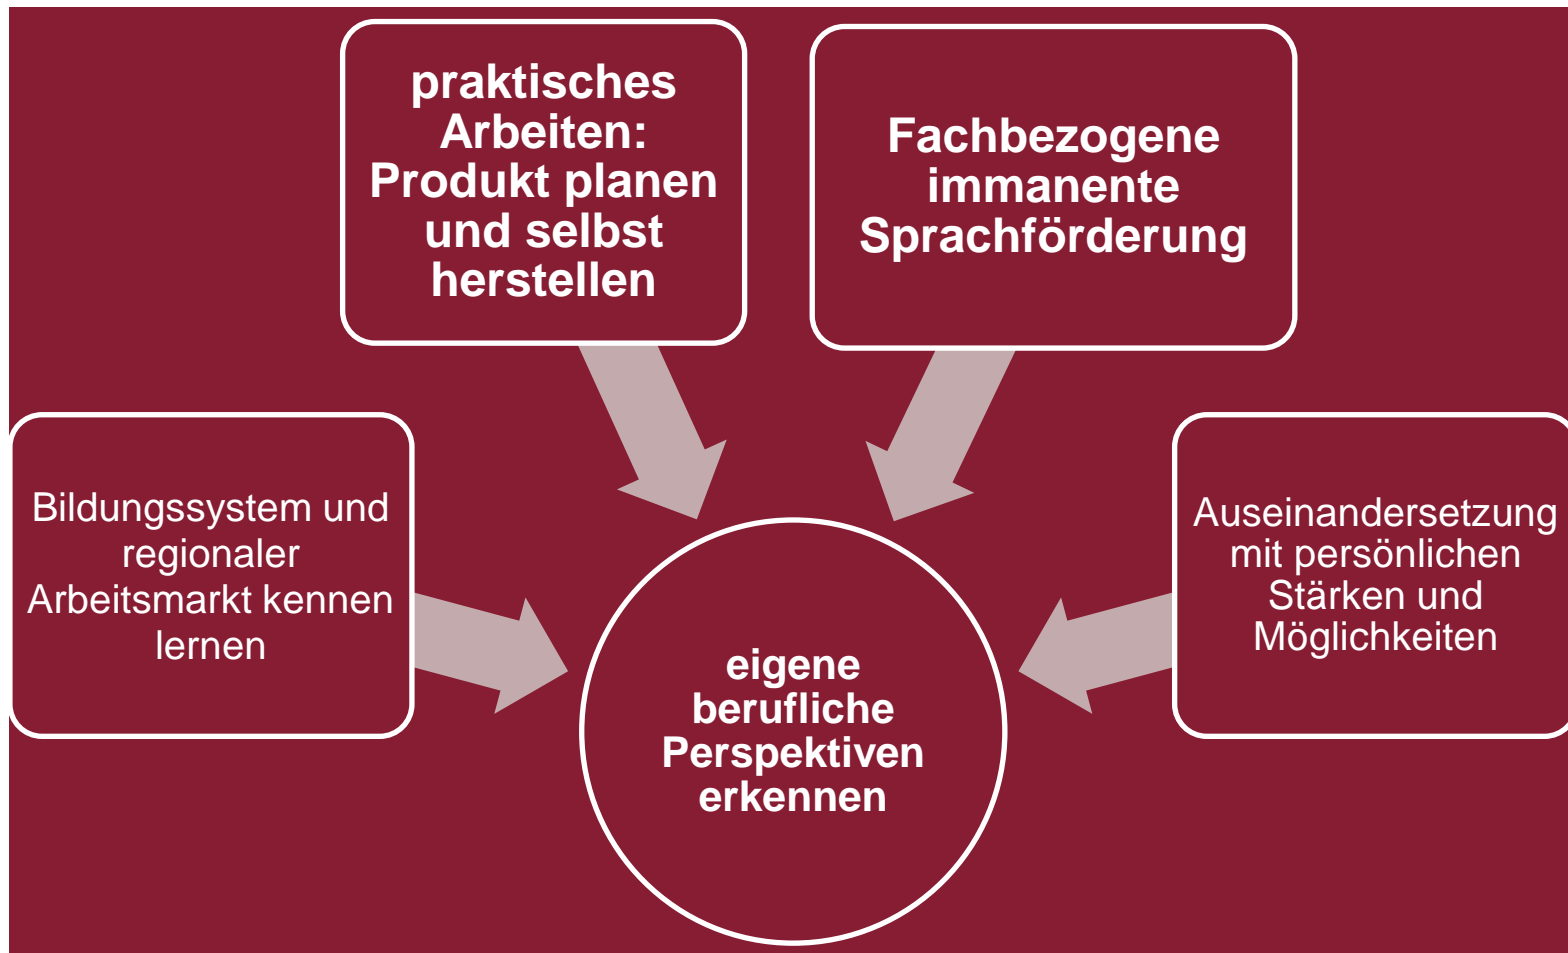 praktisches
Arbeiten:
Produkt planen
und selbst
herstellen
Fachbezogene
immanente
Sprachförderung
Bildungssystem und
regionaler
Arbeitsmarkt kennen
lernen
Auseinandersetzung
mit persönlichen
Stärken und
Möglichkeiten
eigene
berufliche
Perspektiven
erkennen